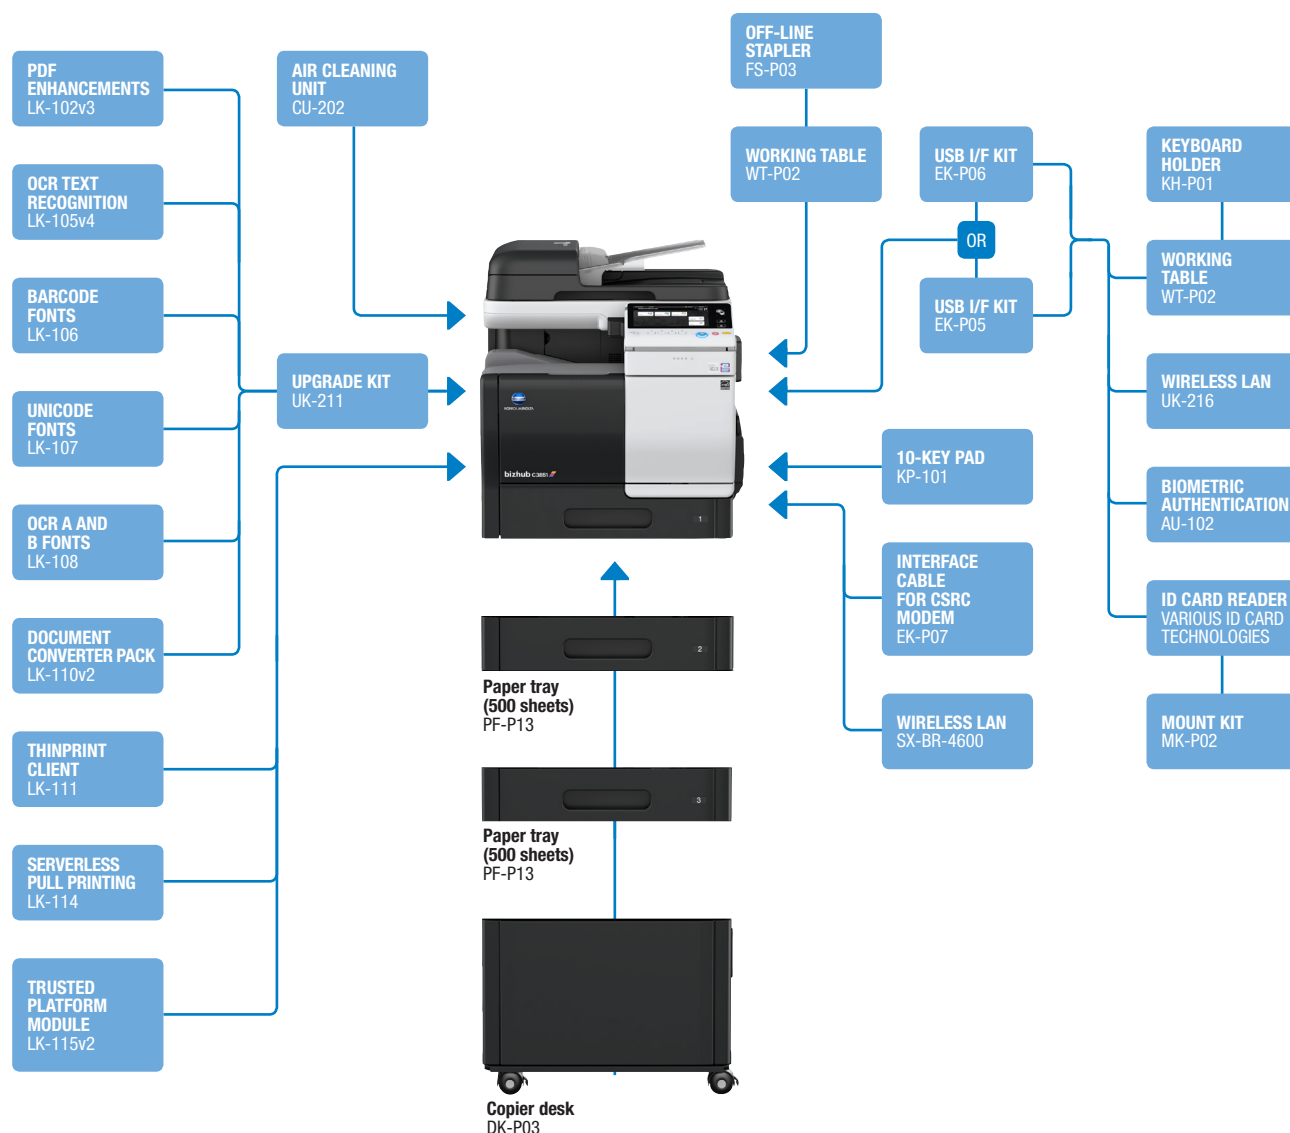 PDF
ENHANCEMENTS
LK-102v3
OCR TEXT
RECOGNITION
LK-105v4
BARCODE
FONTS
LK-106
UNICODE
FONTS
LK-107
OCR A AND
B FONTS
LK-108
DOCUMENT
CONVERTER PACK
LK-110v2
THINPRINT
CLIENT
LK-111
SERVERLESS
PULL PRINTING
LK-114
TRUSTED
PLATFORM
MODULE
LK-115v2
AIR CLEANING
UNIT
CU-202
UPGRADE KIT
UK-211
KONICA MINOLTA
bizhub C3851
1
2
Paper tray
(500 sheets)
PF-P13
3
Paper tray
(500 sheets)
PF-P13
Copier desk
DK-P03
OFF-LINE
STAPLER
FS-P03
WORKING TABLE
WT-P02
USB I/F KIT
EK-P06
OR
USB I/F KIT
EK-P05
10-KEY PAD
KP-101
INTERFACE
CABLE
FOR CSRC
MODEM
EK-P07
WIRELESS LAN
SX-BR-4600
KEYBOARD
HOLDER
KH-P01
WORKING
TABLE
WT-P02
WIRELESS LAN
UK-216
BIOMETRIC
AUTHENTICATION
AU-102
ID CARD READER
VARIOUS ID CARD
TECHNOLOGIES
MOUNT KIT
MK-P02